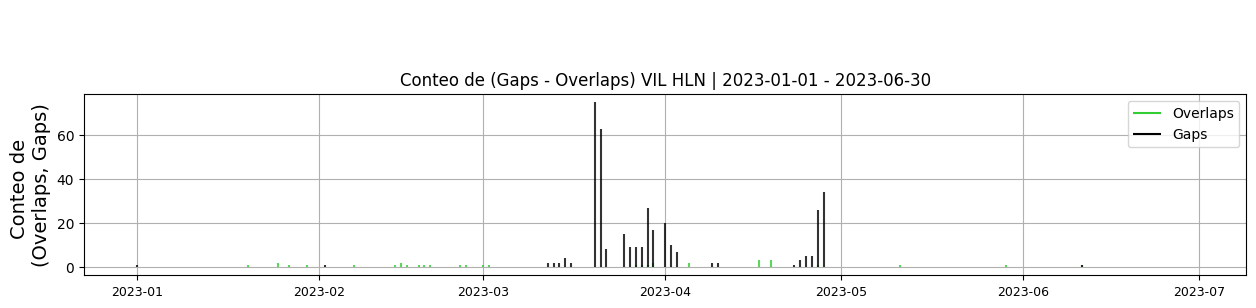 Conteo de (Gaps - Overlaps) VIL HLN | 2023-01-01 - 2023-06-30
Conteo de
(Overlaps, Gaps)
60
40
20
0
Overlaps
Gaps
2023-01 2023-02 2023-03 2023-04 2023-05 2023-06 2023-07